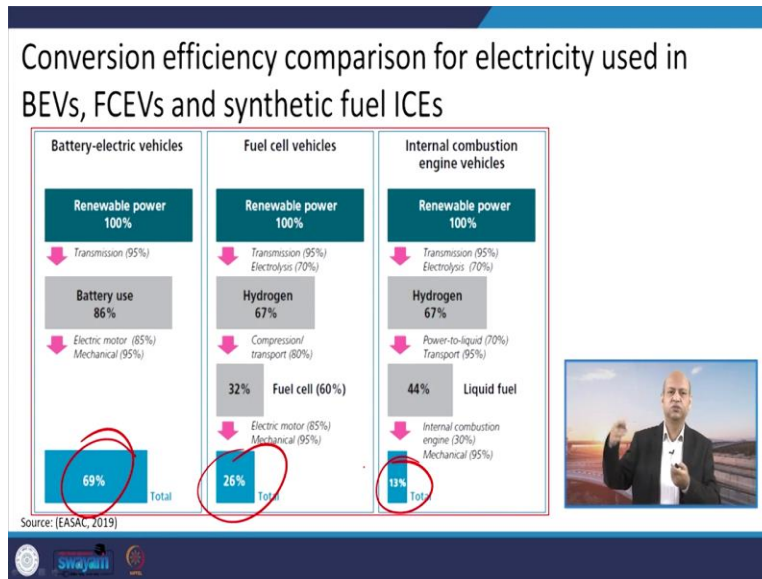 Conversion efficiency comparison for electricity used in
BEVs, FCEVs and synthetic fuel ICEs
Battery-electric vehicles
Renewable power
100%
Transmission (95%)
Battery use
86%
Electric motor (85%)
Mechanical (95%)
69%
Total
Fuel cell vehicles
Renewable power
100%
Transmission (95%)
Electrolysis (70%)
Hydrogen
67%
Compression/
transport (80%)
32% Fuel cell (60%)
Electric motor (85%)
Mechanical (95%)
26%
Total
Internal combustion
engine vehicles
Renewable power
100%
Transmission (95%)
Electrolysis (70%)
Hydrogen
67%
Power-to-liquid (70%)
Transport (95%)
44% Liquid fuel
Internal combustion
engine (30%)
Mechanical (95%)
13%
Total
Source: (EASAC, 2019)
swayam